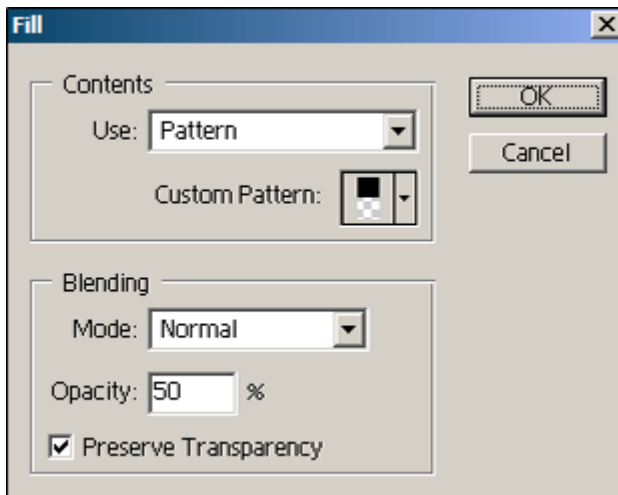 Fill
Contents
Use: Pattern
Custom Pattern:
OK
Cancel
Blending
Mode: Normal
Opacity: 50 %
Preserve Transparency